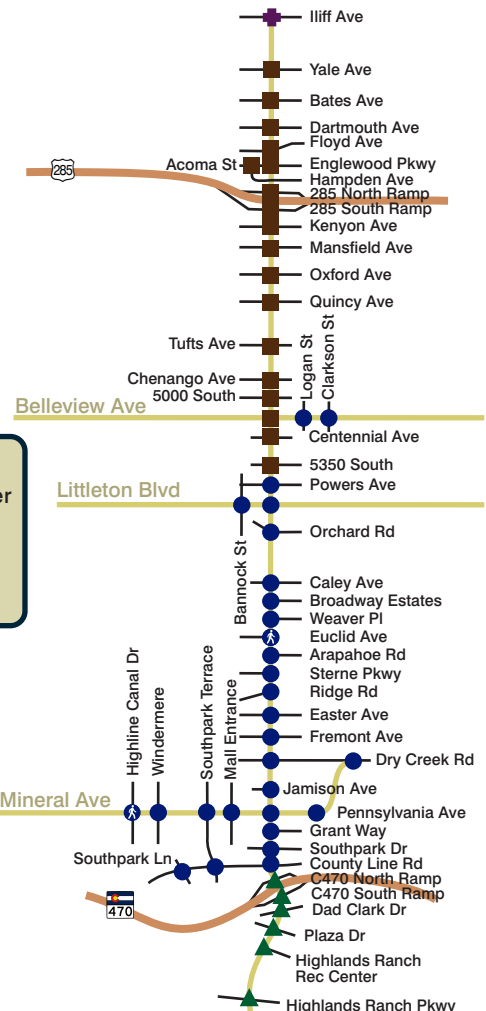 Iliff Ave
Yale Ave
Bates Ave
Dartmouth Ave
Floyd Ave
Acoma St
Englewood Pkwy
285
Hampden Ave
285 North Ramp
285 South Ramp
Kenyon Ave
Mansfield Ave
Oxford Ave
Quincy Ave
Tufts Ave
Logan St
Clarkson St
Chenango Ave
5000 South
Belleview Ave
Centennial Ave
er
5350 South
Powers Ave
Littleton Blvd
Orchard Rd
Bannock St
Caley Ave
Broadway Estates
Weaver Pl
Euclid Ave
Arapahoe Rd
Sterne Pkwy
Ridge Rd
Highline Canal Dr
Windermere
Southpark Terrace
Mall Entrance
Easter Ave
Fremont Ave
Dry Creek Rd
Jamison Ave
Mineral Ave
Pennsylvania Ave
Grant Way
Southpark Dr
Southpark Ln
County Line Rd
C470 North Ramp
C470 South Ramp
470
Dad Clark Dr
Plaza Dr
Highlands Ranch
Rec Center
Highlands Ranch Pkwy